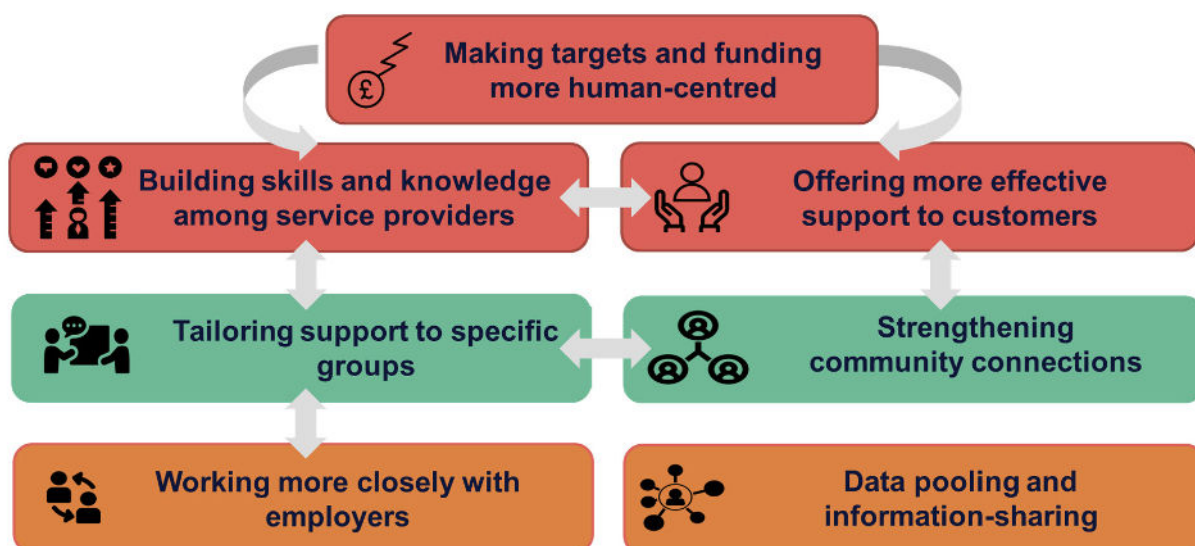 Making targets and funding
more human-centred
£
Building skills and knowledge
among service providers
Offering more effective
support to customers
Tailoring support to specific
groups
Strengthening
community connections
Working more closely with
employers
Data pooling and
information-sharing